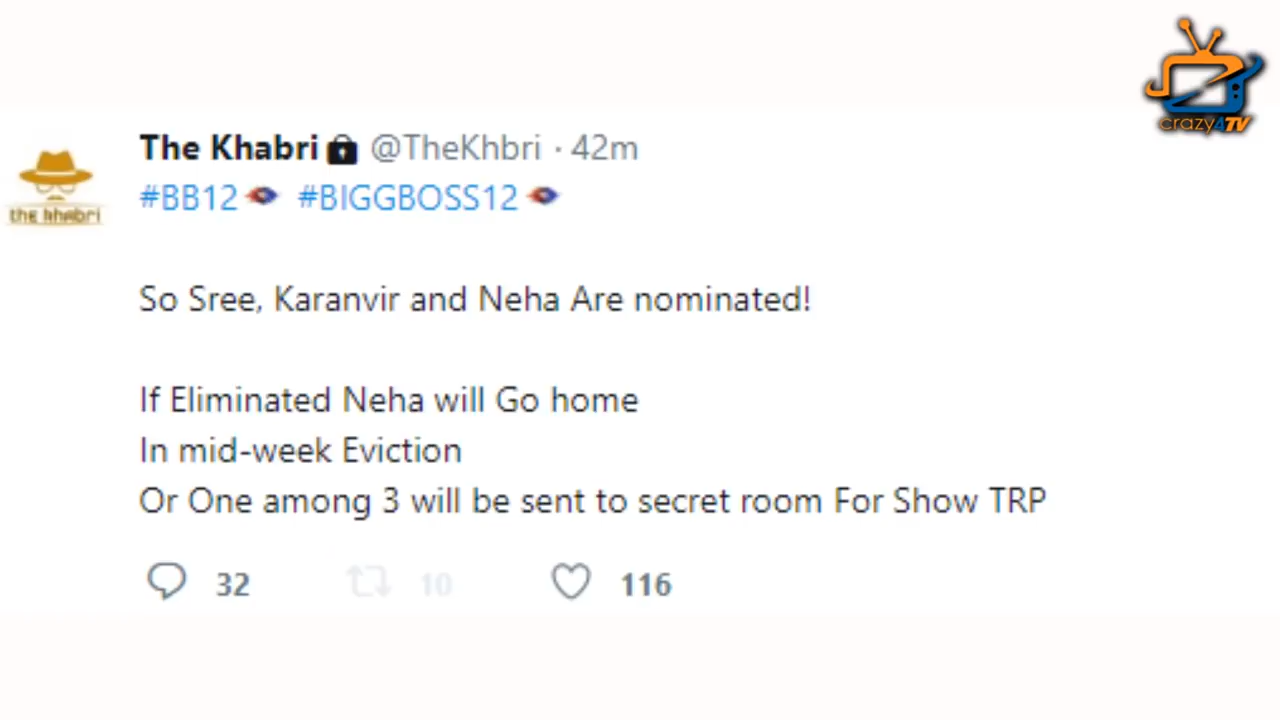 crazy4TV
The Khabri @TheKhbri · 42m
the khabri
#BB12 #BIGGBOSS12
So Sree, Karanvir and Neha Are nominated!
If Eliminated Neha will Go home
In mid-week Eviction
Or One among 3 will be sent to secret room For Show TRP
32 10 116